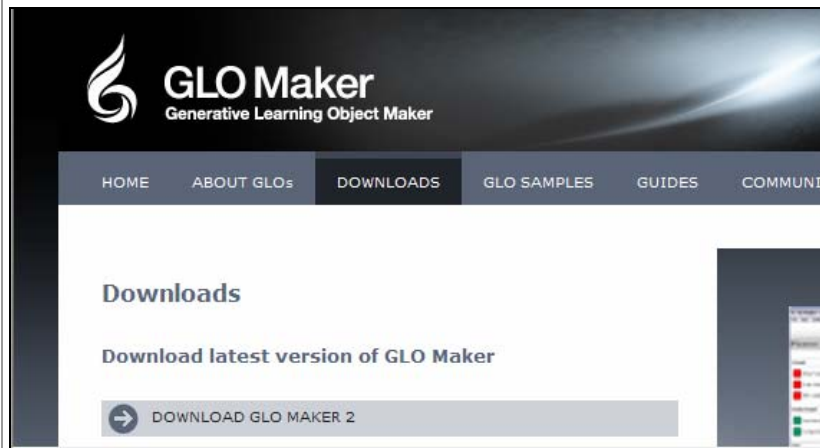 GLO Maker
Generative Learning Object Maker
HOME ABOUT GLOs DOWNLOADS GLO SAMPLES GUIDES COMMUNI
Downloads
Download latest version of GLO Maker
DOWNLOAD GLO MAKER 2